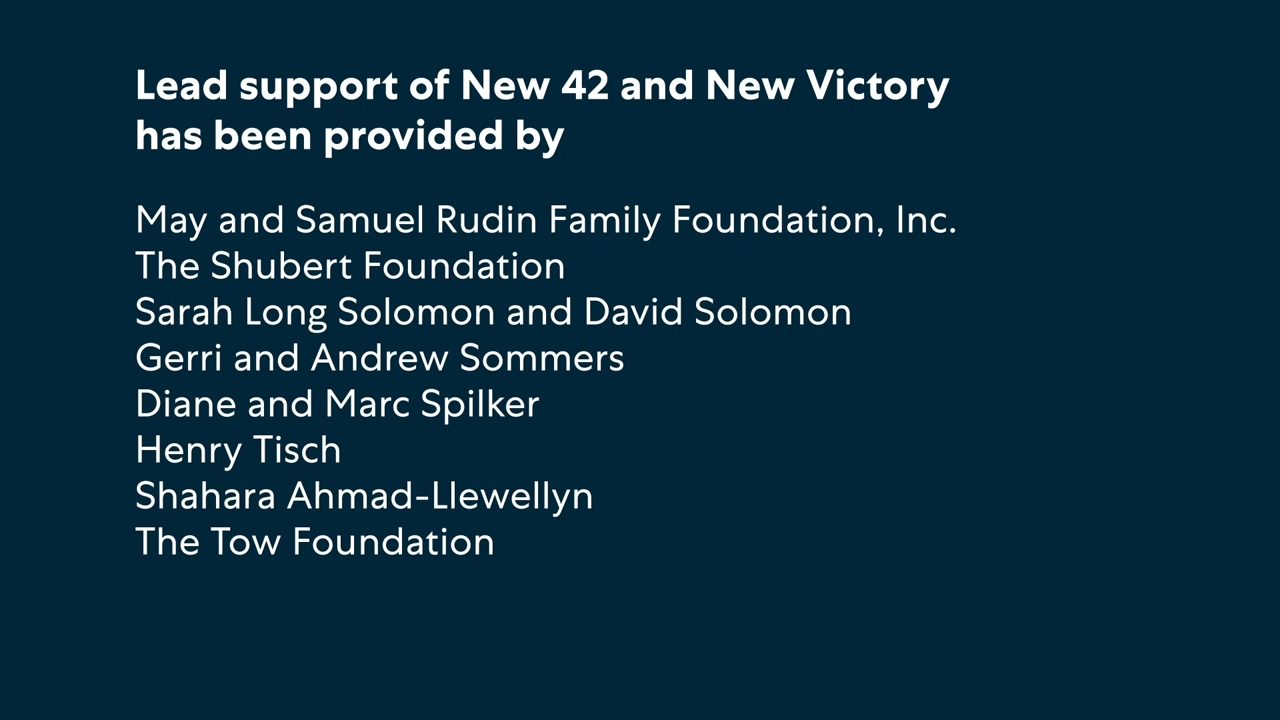 Lead support of New 42 and New Victory
has been provided by
May and Samuel Rudin Family Foundation, Inc.
The Shubert Foundation
Sarah Long Solomon and David Solomon
Gerri and Andrew Sommers
Diane and Marc Spilker
Henry Tisch
Shahara Ahmad-Llewellyn
The Tow Foundation